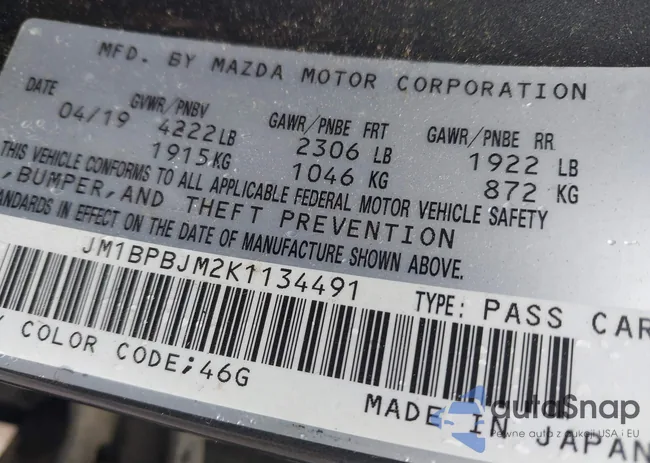 MFD. BY MAZDA MOTOR CORPORATION
DATE GVWR/PNBV GAWR/PNBE FRT GAWR/PNBE RR
04/19 4222 LB 2306 LB 1922 LB
1915 KG 1046 KG 872 KG
THIS VEHICLE CONFORMS TO ALL APPLICABLE FEDERAL MOTOR VEHICLE SAFETY
, BUMPER, AND THEFT PREVENTION
STANDARDS IN EFFECT ON THE DATE OF MANUFACTURE SHOWN ABOVE.
JM1BPBJM2K1134491 TYPE: PASS CAR
COLOR CODE; 46G
MADE IN JAPAN
autoSnap
Pewne auto z aukcji USA i EU